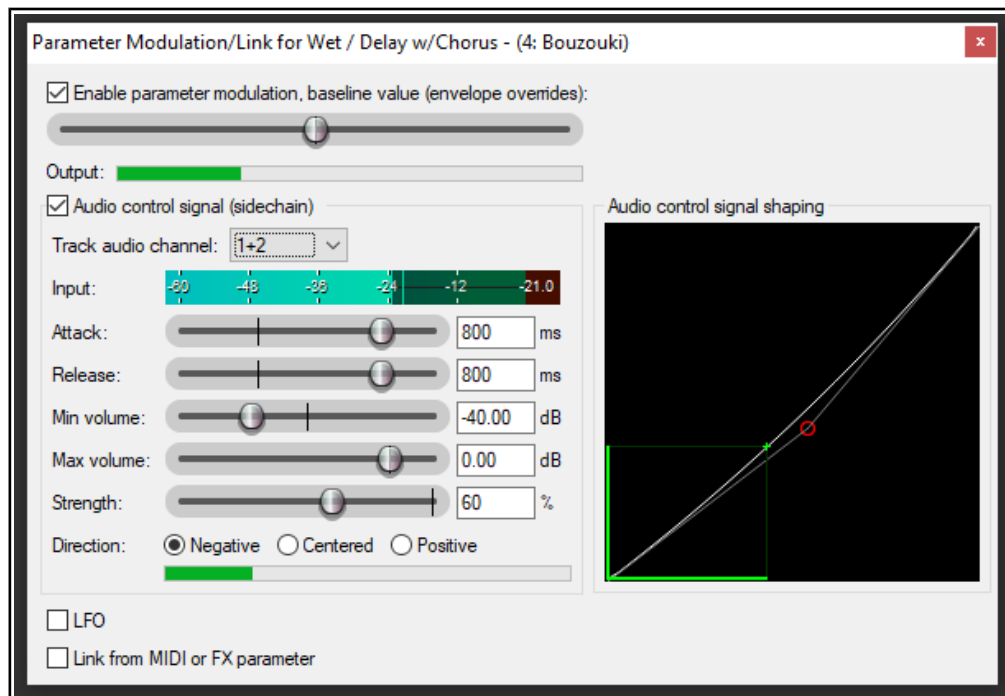 Parameter Modulation/Link for Wet / Delay w/Chorus - (4: Bouzouki)
x
Enable parameter modulation, baseline value (envelope overrides):
Output:
Audio control signal (sidechain)
Track audio channel: 1+2
Input: -60 -48 -36 -24 -12 -21.0
Attack: 800 ms
Release: 800 ms
Min volume: -40.00 dB
Max volume: 0.00 dB
Strength: 60 %
Direction: Negative Centered Positive
Audio control signal shaping
LFO
Link from MIDI or FX parameter